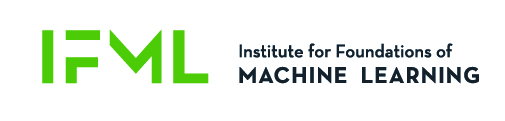 IFML
Institute for Foundations of
MACHINE LEARNING